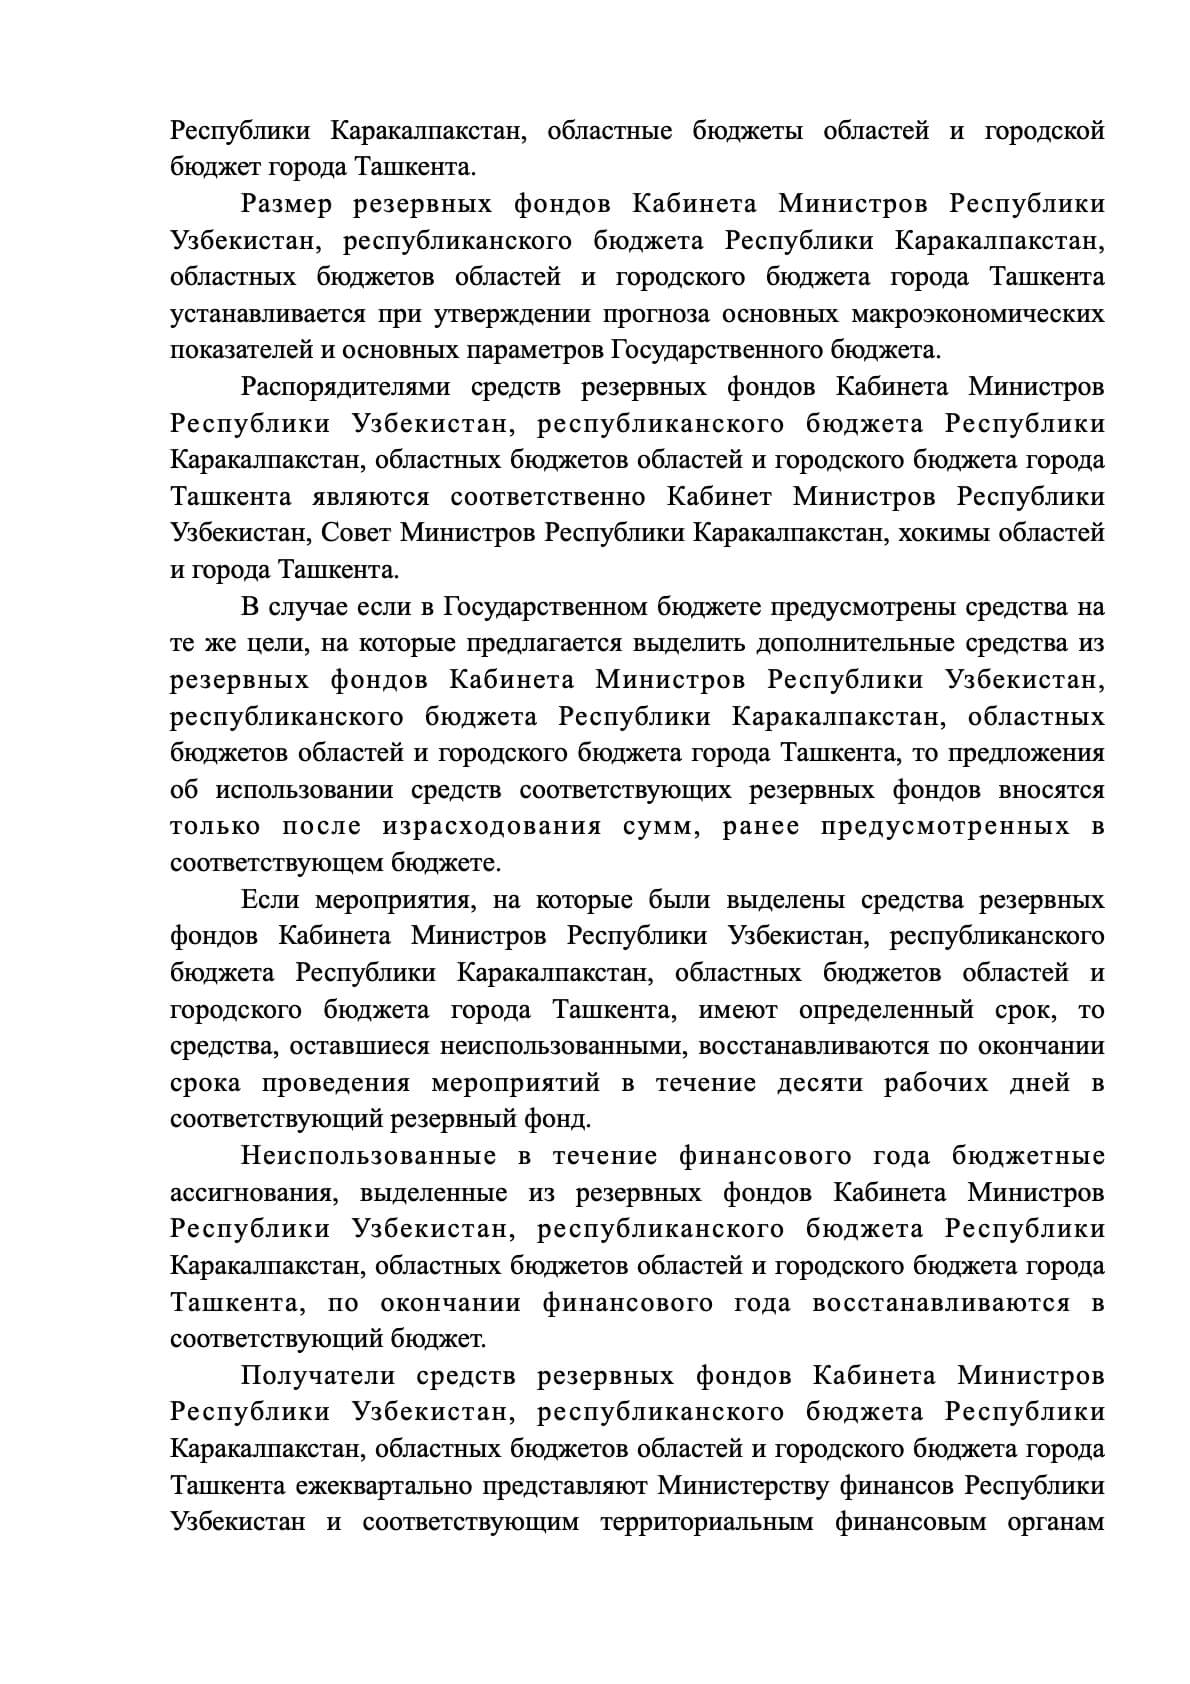 Республики Каракалпакстан, областные бюджеты областей и городской
бюджет города Ташкента.
Размер резервных фондов Кабинета Министров Республики
Узбекистан, республиканского бюджета Республики Каракалпакстан,
областных бюджетов областей и городского бюджета города Ташкента
устанавливается при утверждении прогноза основных макроэкономических
показателей и основных параметров Государственного бюджета.
Распорядителями средств резервных фондов Кабинета Министров
Республики Узбекистан, республиканского бюджета Республики
Каракалпакстан, областных бюджетов областей и городского бюджета города
Ташкента являются соответственно Кабинет Министров Республики
Узбекистан, Совет Министров Республики Каракалпакстан, хокимы областей
и города Ташкента.
В случае если в Государственном бюджете предусмотрены средства на
те же цели, на которые предлагается выделить дополнительные средства из
резервных фондов Кабинета Министров Республики Узбекистан,
республиканского бюджета Республики Каракалпакстан, областных
бюджетов областей и городского бюджета города Ташкента, то предложения
об использовании средств соответствующих резервных фондов вносятся
только после израсходования сумм, ранее предусмотренных в
соответствующем бюджете.
Если мероприятия, на которые были выделены средства резервных
фондов Кабинета Министров Республики Узбекистан, республиканского
бюджета Республики Каракалпакстан, областных бюджетов областей и
городского бюджета города Ташкента, имеют определенный срок, то
средства, оставшиеся неиспользованными, восстанавливаются по окончании
срока проведения мероприятий в течение десяти рабочих дней в
соответствующий резервный фонд.
Неиспользованные в течение финансового года бюджетные
ассигнования, выделенные из резервных фондов Кабинета Министров
Республики Узбекистан, республиканского бюджета Республики
Каракалпакстан, областных бюджетов областей и городского бюджета города
Ташкента, по окончании финансового года восстанавливаются в
соответствующий бюджет.
Получатели средств резервных фондов Кабинета Министров
Республики Узбекистан, республиканского бюджета Республики
Каракалпакстан, областных бюджетов областей и городского бюджета города
Ташкента ежеквартально представляют Министерству финансов Республики
Узбекистан и соответствующим территориальным финансовым органам